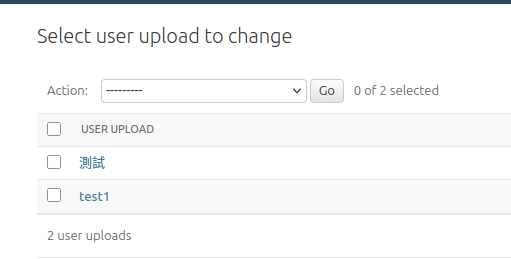 Select user upload to change
Action: --------- Go 0 of 2 selected
USER UPLOAD
測試
test1
2 user uploads